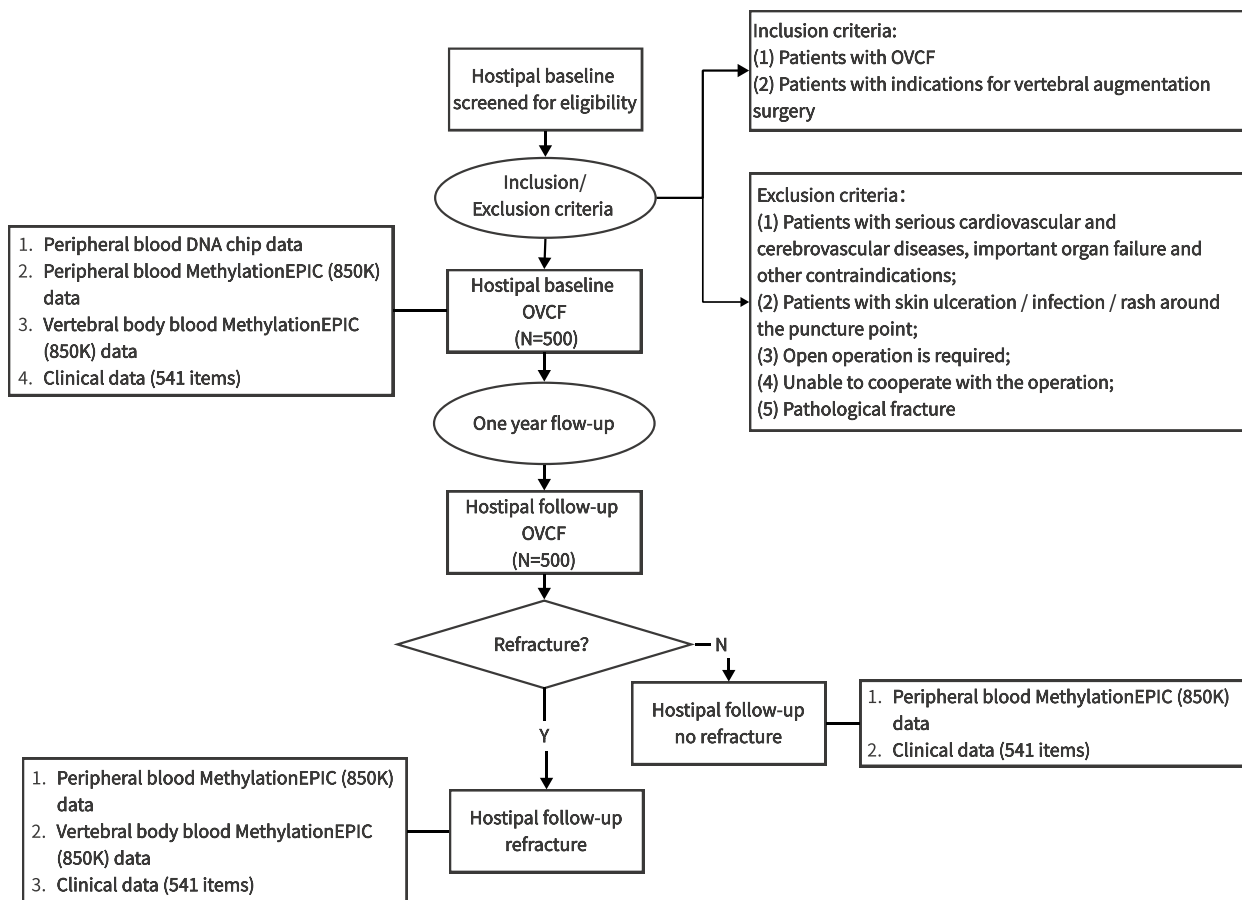 Hostipal baseline
screened for eligibility
Inclusion criteria:
(1) Patients with OVCF
(2) Patients with indications for vertebral augmentation
surgery
Inclusion/
Exclusion criteria
Exclusion criteria：
(1) Patients with serious cardiovascular and
cerebrovascular diseases, important organ failure and
other contraindications;
(2) Patients with skin ulceration / infection / rash around
the puncture point;
(3) Open operation is required;
(4) Unable to cooperate with the operation;
(5) Pathological fracture
1. Peripheral blood DNA chip data
2. Peripheral blood MethylationEPIC (850K)
data
3. Vertebral body blood MethylationEPIC
(850K) data
4. Clinical data (541 items)
Hostipal baseline
OVCF
(N=500)
One year flow-up
Hostipal follow-up
OVCF
(N=500)
Refracture?
N
Y
Hostipal follow-up
no refracture
1. Peripheral blood MethylationEPIC (850K)
data
2. Clinical data (541 items)
1. Peripheral blood MethylationEPIC (850K)
data
2. Vertebral body blood MethylationEPIC
(850K) data
3. Clinical data (541 items)
Hostipal follow-up
refracture